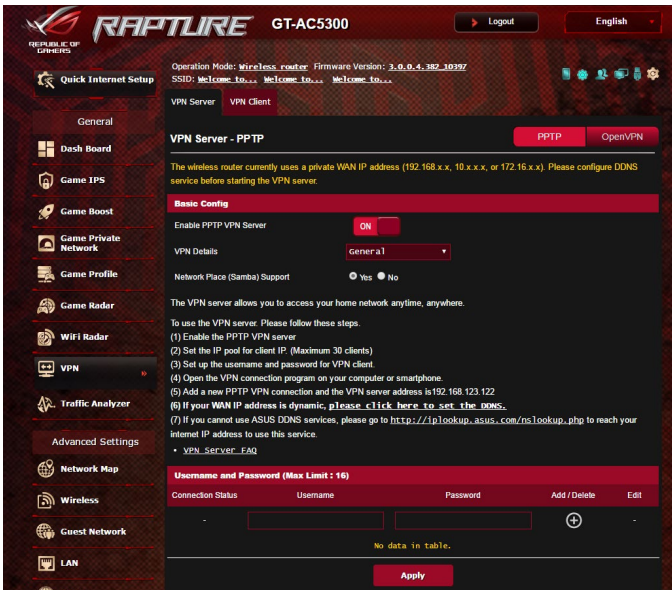 REPUBLIC OF GAMERS
RAPTURE GT-AC5300 Logout English
Operation Mode: Wireless router Firmware Version: 3.0.0.4.382_10397
SSID: Welcome to... Welcome to... Welcome to...
Quick Internet Setup
General
Dash Board
Game IPS
Game Boost
Game Private Network
Game Profile
Game Radar
WiFi Radar
VPN
Traffic Analyzer
Advanced Settings
Network Map
Wireless
Guest Network
LAN
VPN Server VPN Client
VPN Server - PPTP PPTP OpenVPN
The wireless router currently uses a private WAN IP address (192.168.x.x, 10.x.x.x, or 172.16.x.x). Please configure DDNS
service before starting the VPN server.
Basic Config
Enable PPTP VPN Server ON
VPN Details General
Network Place (Samba) Support Yes No
The VPN server allows you to access your home network anytime, anywhere.
To use the VPN server. Please follow these steps.
(1) Enable the PPTP VPN server
(2) Set the IP pool for client IP. (Maximum 30 clients)
(3) Set up the username and password for VPN client.
(4) Open the VPN connection program on your computer or smartphone.
(5) Add a new PPTP VPN connection and the VPN server address is192.168.123.122
(6) If your WAN IP address is dynamic, please click here to set the DDNS.
(7) If you cannot use ASUS DDNS services, please go to http://iplookup.asus.com/nslookup.php to reach your
internet IP address to use this service.
• VPN Server FAQ
Username and Password (Max Limit : 16)
Connection Status Username Password Add / Delete Edit
- -
No data in table.
Apply